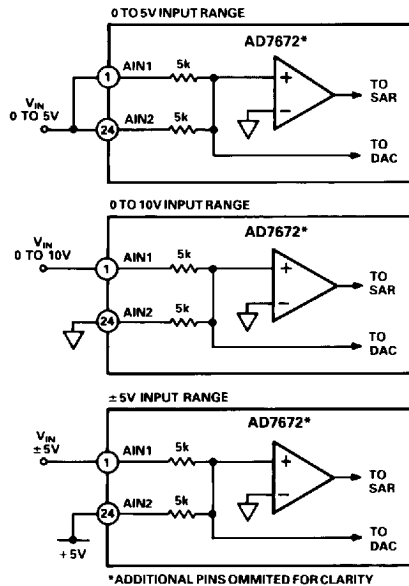 0 TO 5V INPUT RANGE
AD7672*
1
AIN1
5k
+
TO
SAR
VIN
0 TO 5V
24
AIN2
5k
−
TO
DAC
0 TO 10V INPUT RANGE
AD7672*
VIN
0 TO 10V
1
AIN1
5k
+
TO
SAR
24
AIN2
5k
−
TO
DAC
±5V INPUT RANGE
AD7672*
VIN
±5V
1
AIN1
5k
+
TO
SAR
24
AIN2
5k
−
+5V
TO
DAC
*ADDITIONAL PINS OMMITED FOR CLARITY